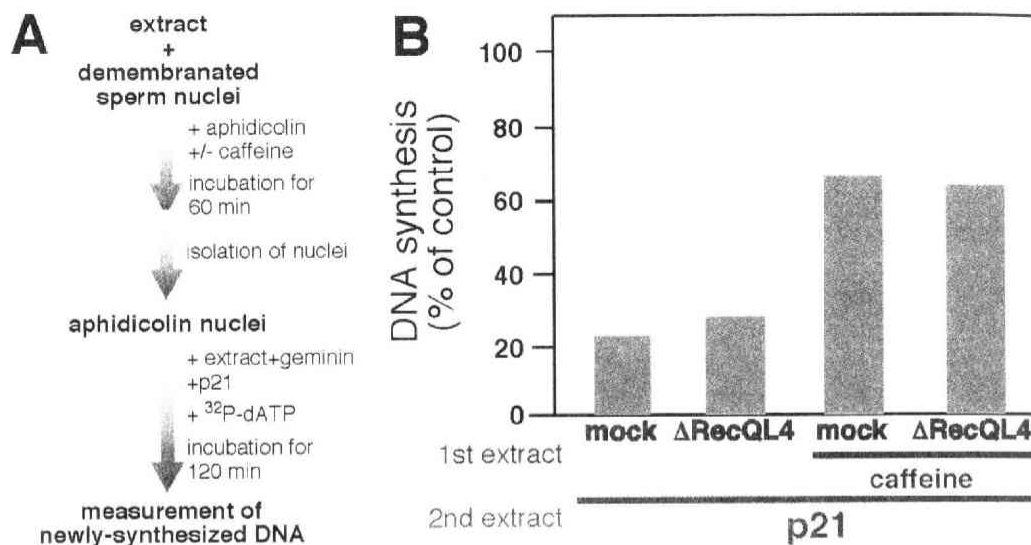 A
extract
+
demembranated
sperm nuclei
+ aphidicolin
+/- caffeine
incubation for
60 min
isolation of nuclei
aphidicolin nuclei
+ extract+geminin
+p21
+ ³²P-dATP
incubation for
120 min
measurement of
newly-synthesized DNA
B
DNA synthesis
(% of control)
100
80
60
40
20
0
mock ΔRecQL4 mock ΔRecQL4
1st extract
caffeine
2nd extract
p21